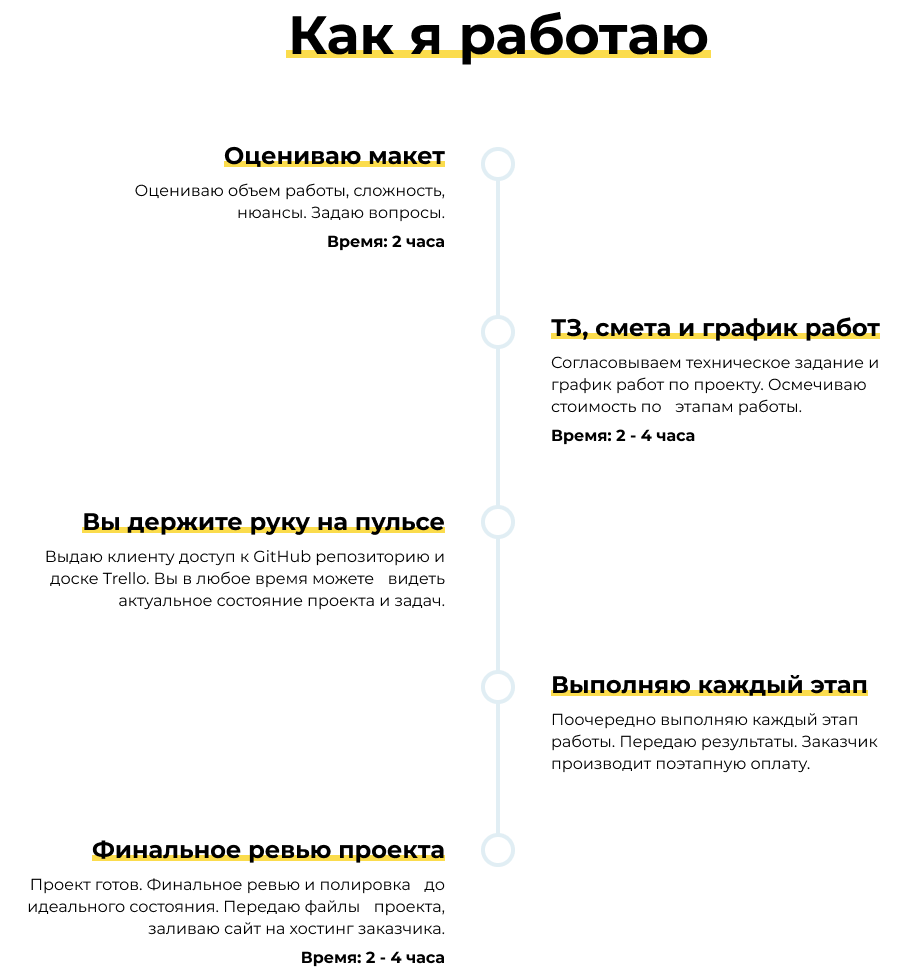 Как я работаю
Оцениваю макет
Оцениваю объем работы, сложность,
нюансы. Задаю вопросы.
Время: 2 часа
ТЗ, смета и график работ
Согласовываем техническое задание и
график работ по проекту. Осмечиваю
стоимость по этапам работы.
Время: 2 - 4 часа
Вы держите руку на пульсе
Выдаю клиенту доступ к GitHub репозиторию и
доске Trello. Вы в любое время можете видеть
актуальное состояние проекта и задач.
Выполняю каждый этап
Поочередно выполняю каждый этап
работы. Передаю результаты. Заказчик
производит поэтапную оплату.
Финальное ревью проекта
Проект готов. Финальное ревью и полировка до
идеального состояния. Передаю файлы проекта,
заливаю сайт на хостинг заказчика.
Время: 2 - 4 часа